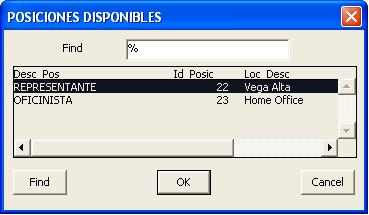 POSICIONES DISPONIBLES
Find %
Desc Pos Id Posic Loc Desc
REPRESENTANTE 22 Vega Alta
OFICINISTA 23 Home Office
Find OK Cancel